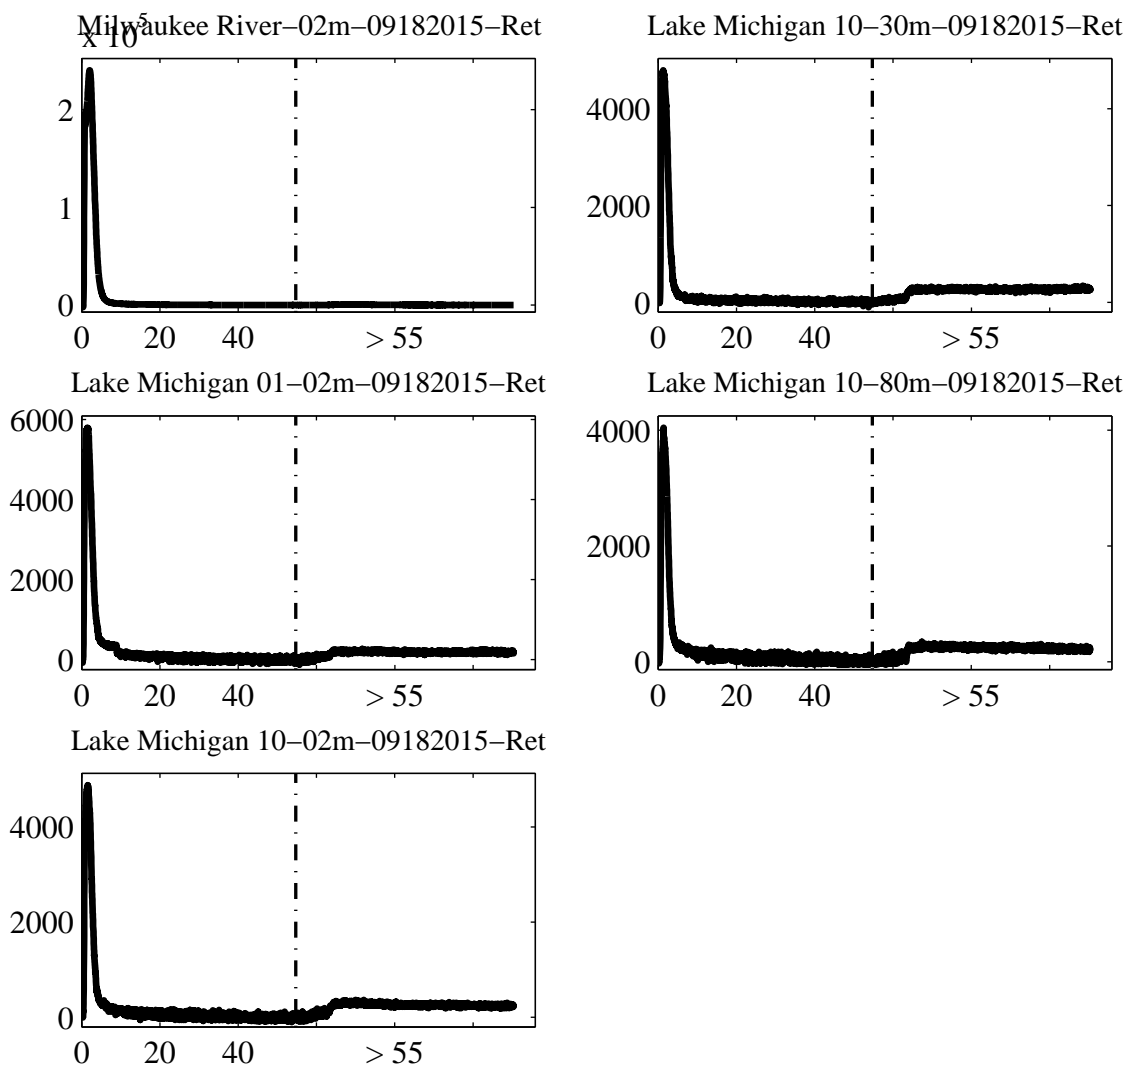 Milwaukee River−02m−09182015−Ret
x 10^5
2
1
0
0 20 40 > 55
Lake Michigan 10−30m−09182015−Ret
4000
2000
0
0 20 40 > 55
Lake Michigan 01−02m−09182015−Ret
6000
4000
2000
0
0 20 40 > 55
Lake Michigan 10−80m−09182015−Ret
4000
2000
0
0 20 40 > 55
Lake Michigan 10−02m−09182015−Ret
4000
2000
0
0 20 40 > 55